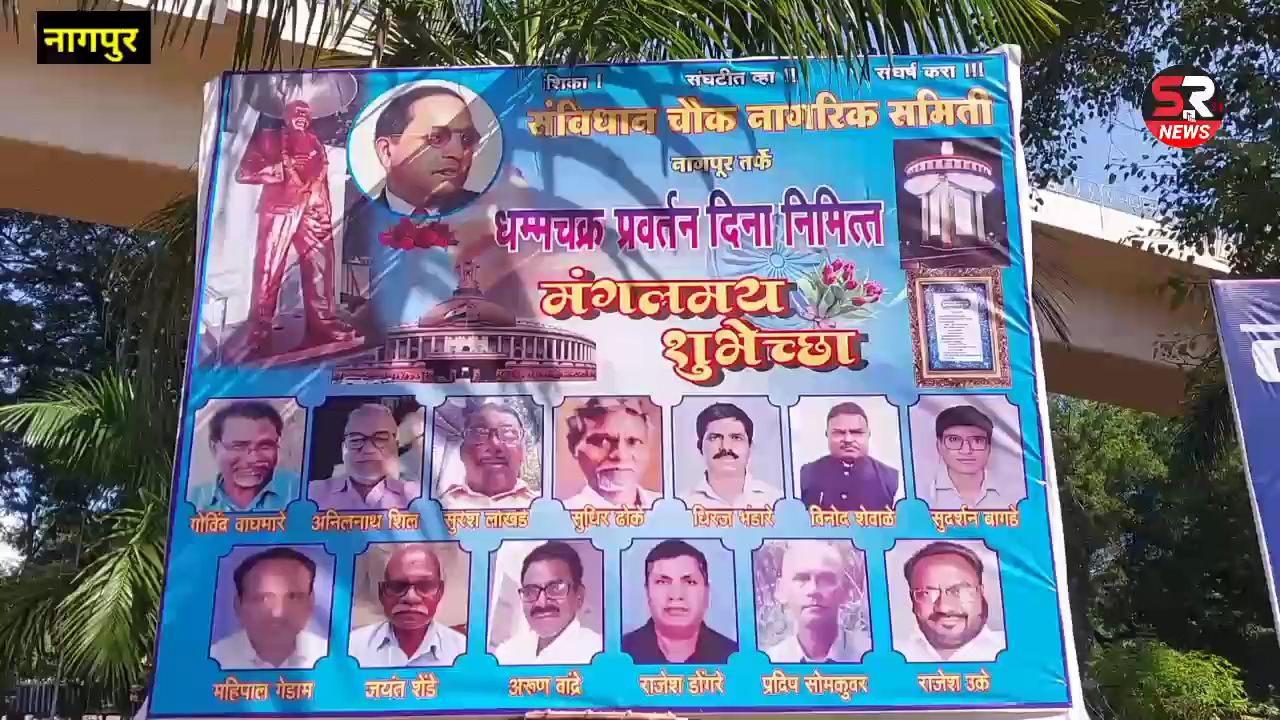 नागपुर
SR NEWS
शिका ! संघटीत व्हा !! संघर्ष करा !!!
संविधान चौक नागरिक समिती
नागपूर तर्फे
धम्मचक्र प्रवर्तन दिना निमित्त
मंगलमय
शुभेच्छा
गोविंद वाघमारे अनिलनाथ शिल सुरेश लोखंडे सुधिर ढोके धिरज भंडारे विनोद शेवाळे सुदर्शन बागडे
महिपाल गेडाम जयंत शेंडे अरूण वांद्रे राजेश डोंगरे प्रदिप सोमकुवर राजेश उके